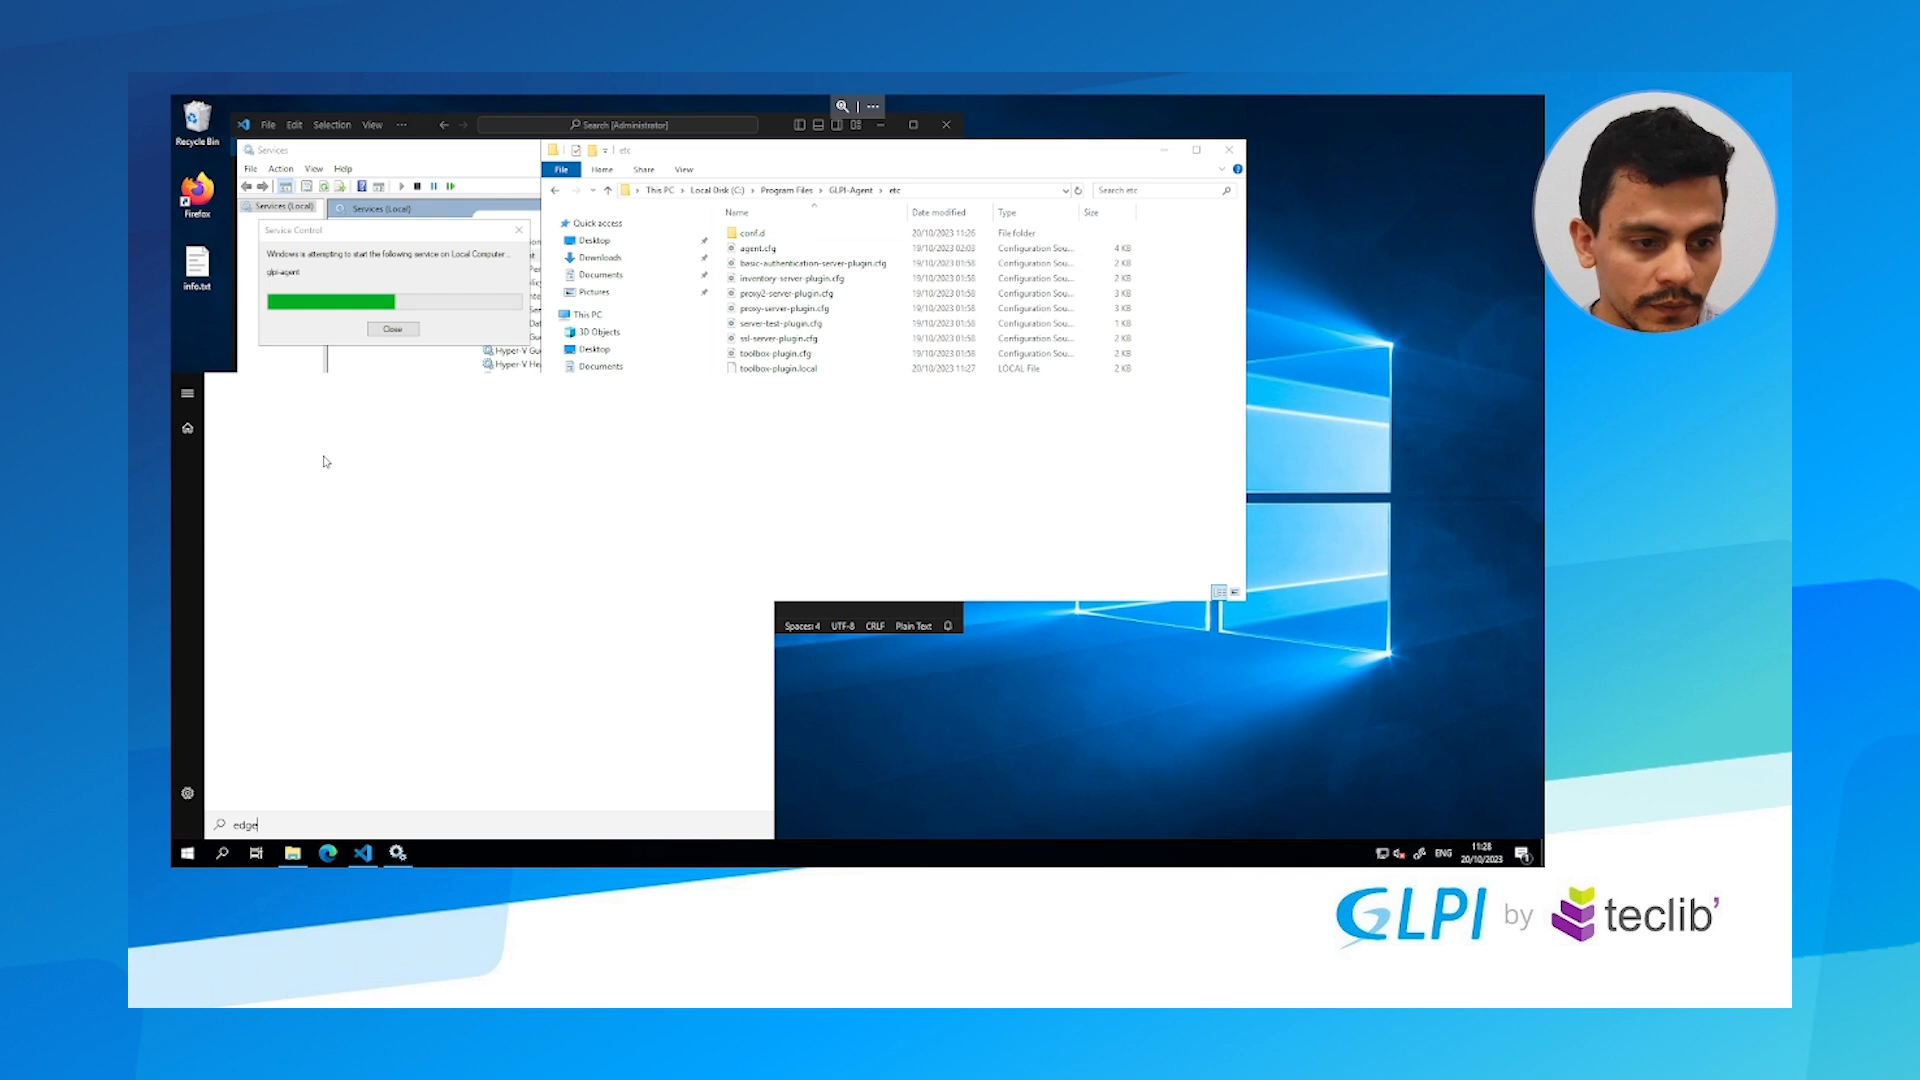 Recycle Bin
Firefox
info.txt
File Edit Selection View ···
Search [Administrator]
Services
File Action View Help
Services (Local)
Services (Local)
Service Control
Windows is attempting to start the following service on Local Computer...
glpi-agent
Close
Hyper-V Gu
Hyper-V He
etc
File Home Share View
This PC > Local Disk (C:) > Program Files > GLPI-Agent > etc
Search etc
Quick access
Desktop
Downloads
Documents
Pictures
This PC
3D Objects
Desktop
Documents
Name Date modified Type Size
conf.d 20/10/2023 11:26 File folder
agent.cfg 19/10/2023 02:03 Configuration Sou... 4 KB
basic-authentication-server-plugin.cfg 19/10/2023 01:58 Configuration Sou... 2 KB
inventory-server-plugin.cfg 19/10/2023 01:58 Configuration Sou... 2 KB
proxy2-server-plugin.cfg 19/10/2023 01:58 Configuration Sou... 3 KB
proxy-server-plugin.cfg 19/10/2023 01:58 Configuration Sou... 3 KB
server-test-plugin.cfg 19/10/2023 01:58 Configuration Sou... 1 KB
ssl-server-plugin.cfg 19/10/2023 01:58 Configuration Sou... 2 KB
toolbox-plugin.cfg 19/10/2023 01:58 Configuration Sou... 2 KB
toolbox-plugin.local 20/10/2023 11:27 LOCAL File 2 KB
Spaces: 4 UTF-8 CRLF Plain Text
edge
ENG
11:28
20/10/2023
GLPI by teclib'